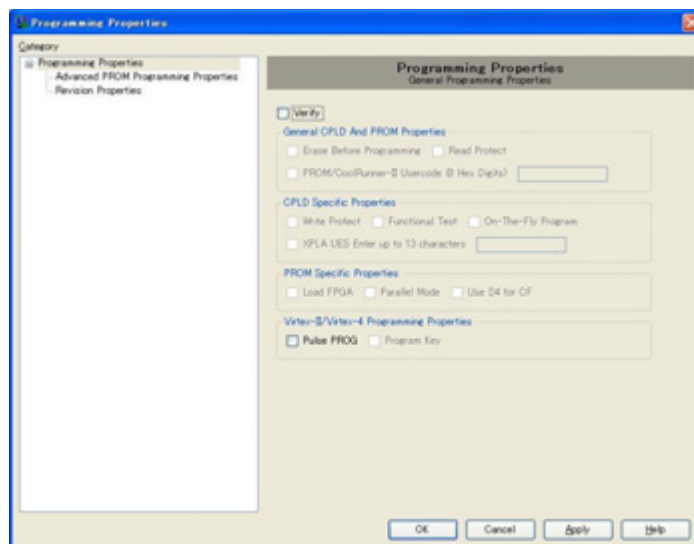 Programming Properties
Category
Programming Properties
Advanced PROM Programming Properties
Revision Properties
Programming Properties
General Programming Properties
Verify
General CPLD And PROM Properties
Erase Before Programming Read Protect
PROM/CoolRunner-II Usercode (8 Hex Digits)
CPLD Specific Properties
Write Protect Functional Test On-The-Fly Program
XPLA UES Enter up to 13 characters
PROM Specific Properties
Load FPGA Parallel Mode Use D4 for CF
Virtex-II/Virtex-4 Programming Properties
Pulse PROG Program Key
OK Cancel Apply Help